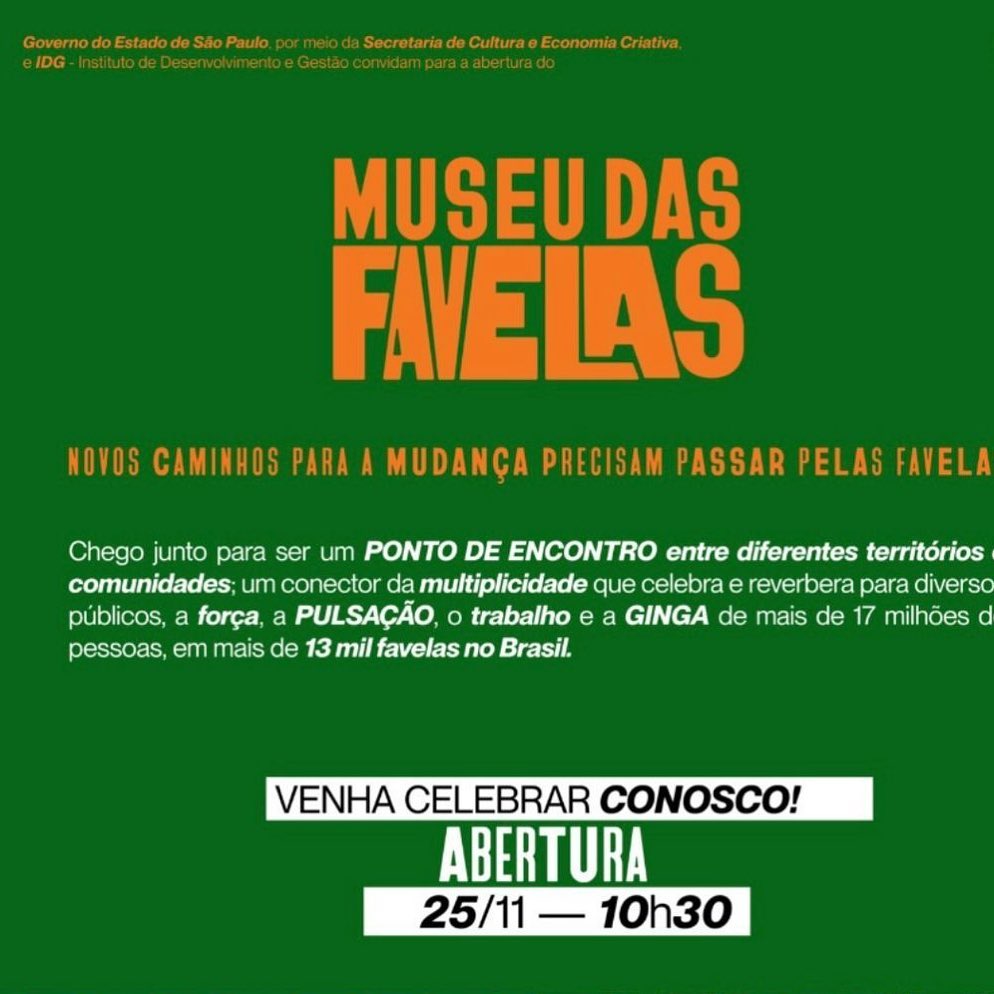 Governo do Estado de São Paulo, por meio da Secretaria de Cultura e Economia Criativa,
e IDG - Instituto de Desenvolvimento e Gestão convidam para a abertura do
MUSEU DAS
FAVELAS
NOVOS CAMINHOS PARA A MUDANÇA PRECISAM PASSAR PELAS FAVELA
Chego junto para ser um PONTO DE ENCONTRO entre diferentes territórios
comunidades; um conector da multiplicidade que celebra e reverbera para diverso
públicos, a força, a PULSAÇÃO, o trabalho e a GINGA de mais de 17 milhões d
pessoas, em mais de 13 mil favelas no Brasil.
VENHA CELEBRAR CONOSCO!
ABERTURA
25/11 — 10h30